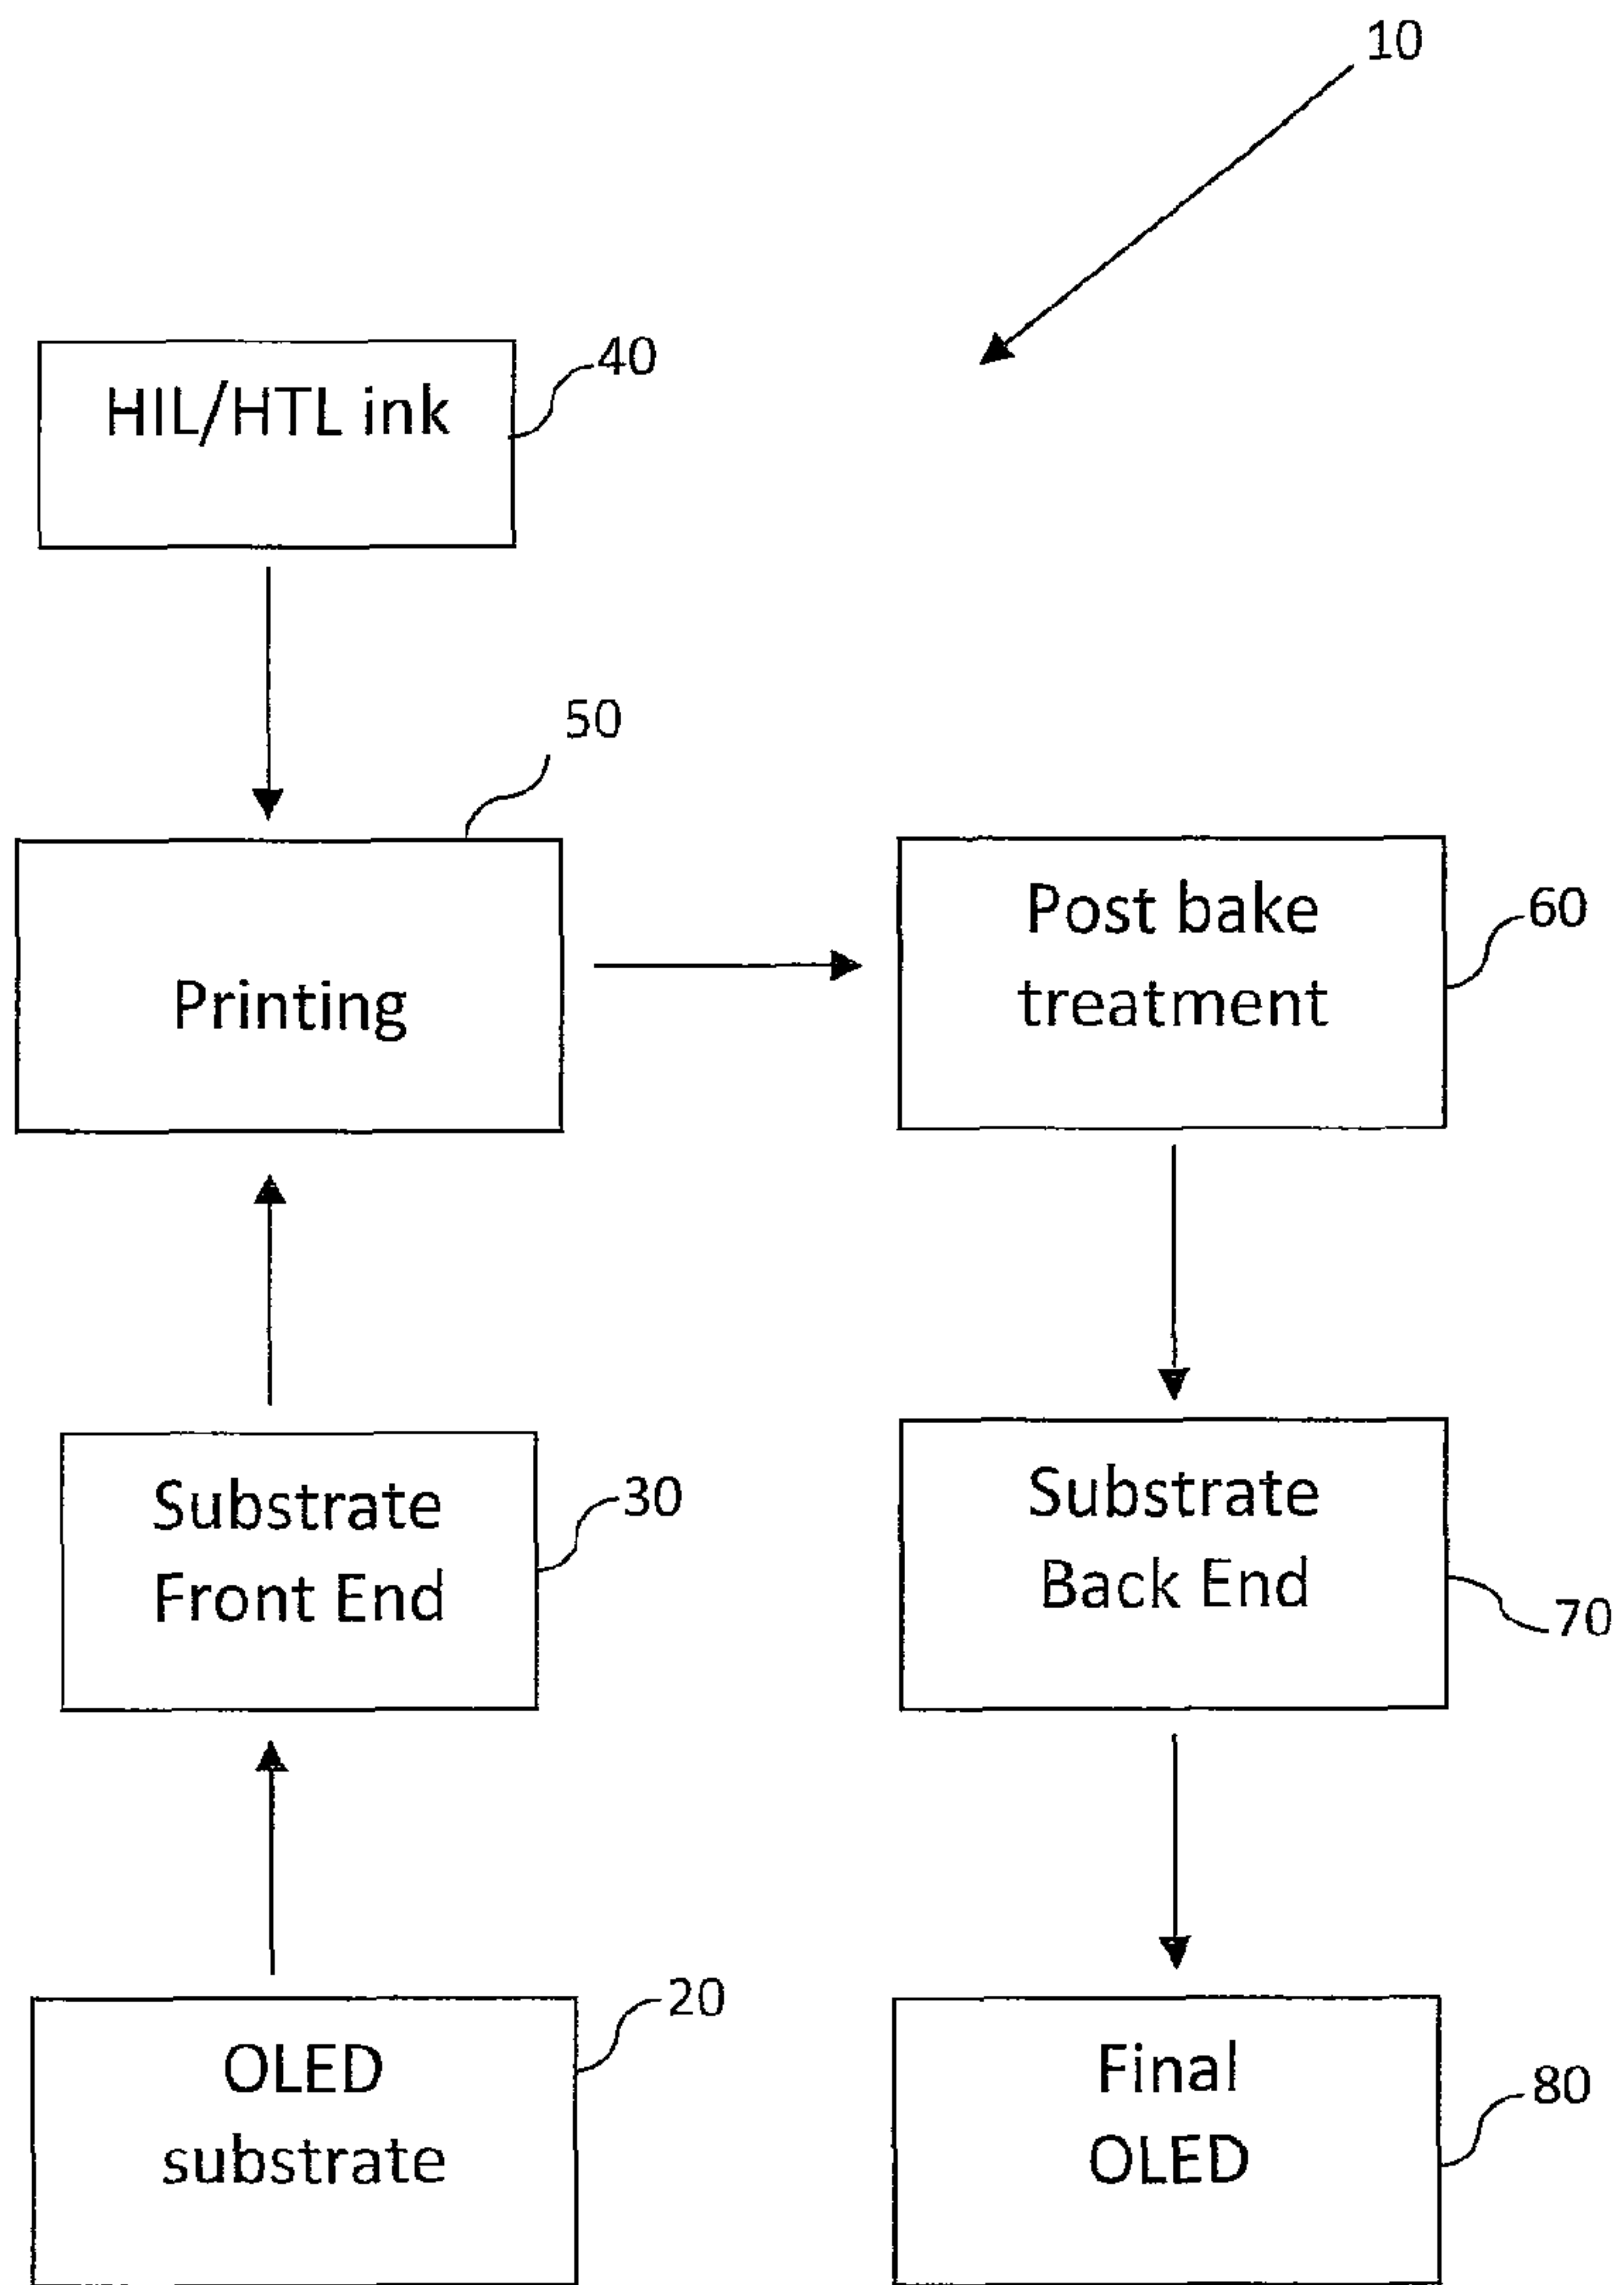 10
HIL/HTL ink
40
50
Printing
Post bake
treatment
60
Substrate
Front End
30
Substrate
Back End
70
OLED
substrate
20
Final
OLED
80